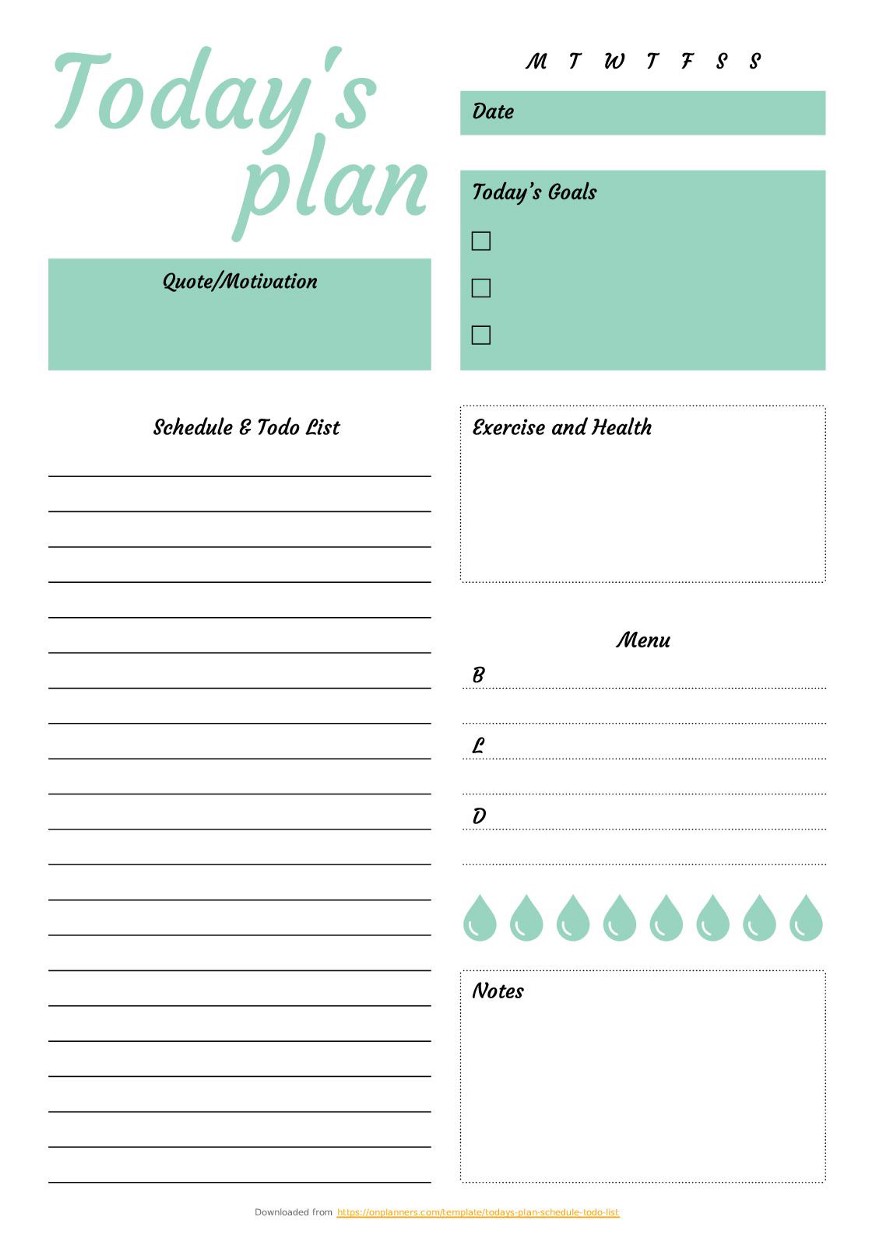 Today's
plan
M T W T F S S
Date
Today's Goals
Quote/Motivation
Schedule & Todo List
Exercise and Health
Menu
B
L
D
Notes
Downloaded from https://onplanners.com/template/todays-plan-schedule-todo-list